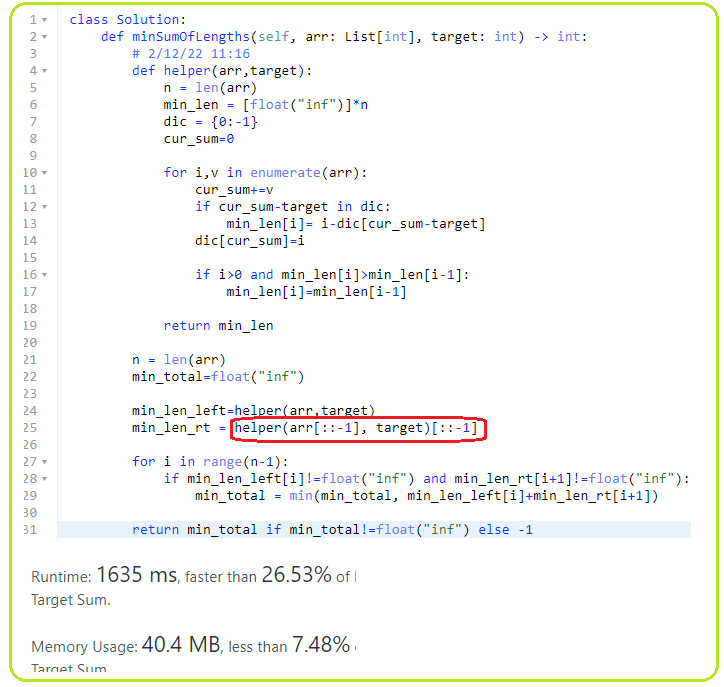 1 class Solution:
2     def minSumOfLengths(self, arr: List[int], target: int) -> int:
3         # 2/12/22 11:16
4         def helper(arr,target):
5             n = len(arr)
6             min_len = [float("inf")]*n
7             dic = {0:-1}
8             cur_sum=0
9
10             for i,v in enumerate(arr):
11                 cur_sum+=v
12                 if cur_sum-target in dic:
13                     min_len[i]= i-dic[cur_sum-target]
14                 dic[cur_sum]=i
15
16                 if i>0 and min_len[i]>min_len[i-1]:
17                     min_len[i]=min_len[i-1]
18
19             return min_len
20
21         n = len(arr)
22         min_total=float("inf")
23
24         min_len_left=helper(arr,target)
25         min_len_rt = helper(arr[::-1], target)[::-1]
26
27         for i in range(n-1):
28             if min_len_left[i]!=float("inf") and min_len_rt[i+1]!=float("inf"):
29                 min_total = min(min_total, min_len_left[i]+min_len_rt[i+1])
30
31         return min_total if min_total!=float("inf") else -1
Runtime: 1635 ms, faster than 26.53% of
Target Sum.
Memory Usage: 40.4 MB, less than 7.48%
Target Sum